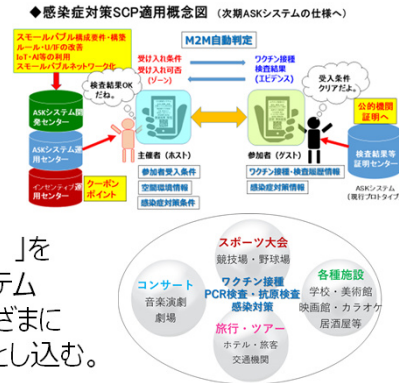 ◆感染症対策SCP適用概念図 (次期ASKシステムの仕様へ)
スモールバブル構成要件・構築
ルール・U/IFの改善
IoT・AI等の利用
スモールバブルネットワーク化
M2M自動判定
受け入れ条件
受け入れ可否
(ゾーン)
ワクチン接種
検査結果
(エビデンス)
検査結果OK
だね。
受入条件
クリアだよ。
公的機関
証明へ
ASKシステム開
発センター
ASKシステム運
用センター
インセンティブ運
用センター
クーポン
ポイント
主催者(ホスト)
参加者受入条件
空間環境情報
感染症対策条件
参加者(ゲスト)
ワクチン接種・検査履歴情報
感染症対策情報
検査結果等
証明センター
ASKシステム
(現行プロトタイプ)
」を
テム
ざまに
とし込む。
スポーツ大会
競技場・野球場
コンサート
音楽演劇
劇場
ワクチン接種
PCR検査・抗原検査
感染対策
各種施設
学校・美術館
映画館・カラオケ
居酒屋等
旅行・ツアー
ホテル・旅客
交通機関